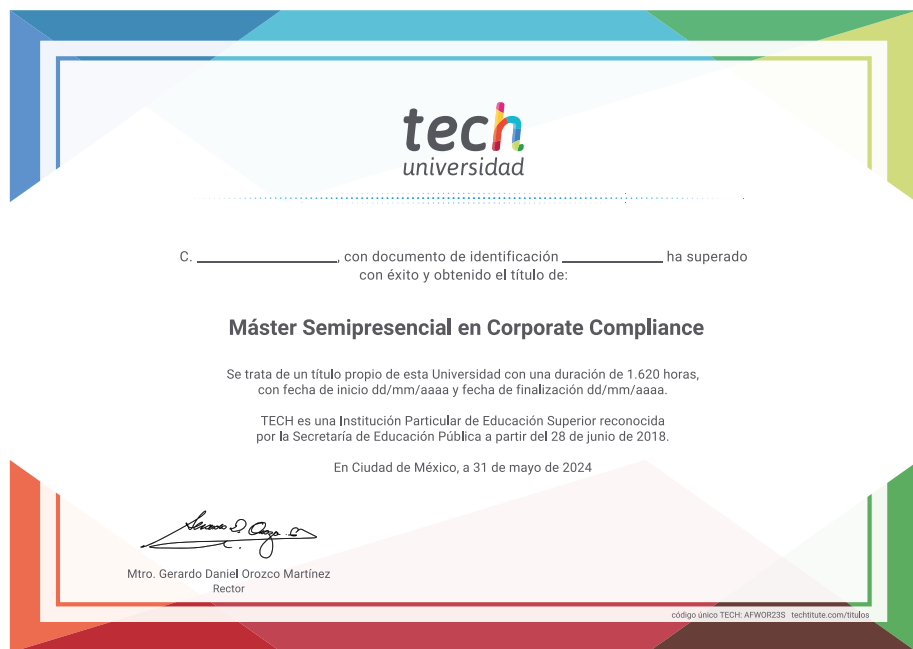 tech
universidad
C. ____________, con documento de identificación ____________ ha superado
con éxito y obtenido el título de:
Máster Semipresencial en Corporate Compliance
Se trata de un título propio de esta Universidad con una duración de 1.620 horas,
con fecha de inicio dd/mm/aaaa y fecha de finalización dd/mm/aaaa.
TECH es una Institución Particular de Educación Superior reconocida
por la Secretaría de Educación Pública a partir del 28 de junio de 2018.
En Ciudad de México, a 31 de mayo de 2024
Mtro. Gerardo Daniel Orozco Martínez
Rector
código único TECH: AFWOR23S techtitute.com/titulos